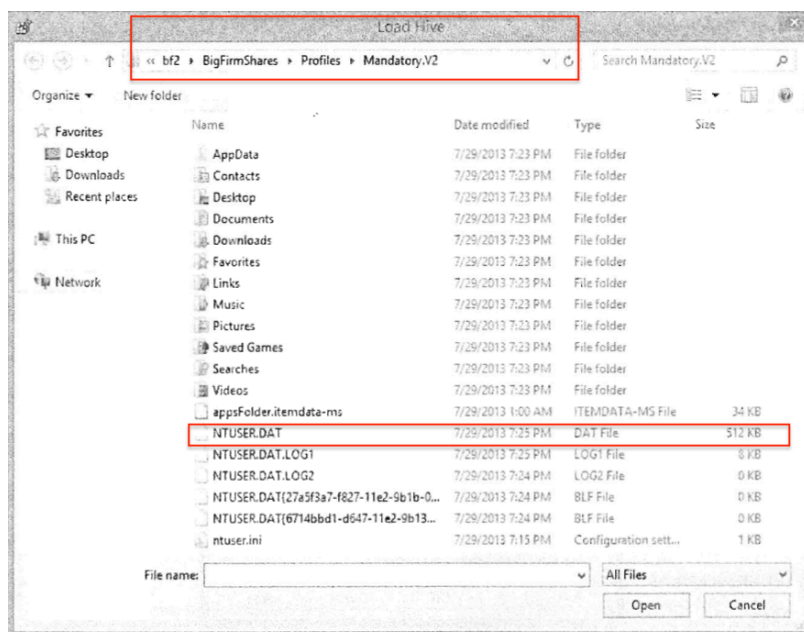 Load Hive
« bf2 ▸ BigFirmShares ▸ Profiles ▸ Mandatory.V2 Search Mandatory.V2
Organize New folder
Name Date modified Type Size
Favorites
Desktop
Downloads
Recent places
This PC
Network
AppData 7/29/2013 7:23 PM File folder
Contacts 7/29/2013 7:23 PM File folder
Desktop 7/29/2013 7:23 PM File folder
Documents 7/29/2013 7:23 PM File folder
Downloads 7/29/2013 7:23 PM File folder
Favorites 7/29/2013 7:23 PM File folder
Links 7/29/2013 7:23 PM File folder
Music 7/29/2013 7:23 PM File folder
Pictures 7/29/2013 7:23 PM File folder
Saved Games 7/29/2013 7:23 PM File folder
Searches 7/29/2013 7:23 PM File folder
Videos 7/29/2013 7:23 PM File folder
appsFolder.itemdata-ms 7/29/2013 1:00 AM ITEMDATA-MS File 34 KB
NTUSER.DAT 7/29/2013 7:25 PM DAT File 512 KB
NTUSER.DAT.LOG1 7/29/2013 7:25 PM LOG1 File 8 KB
NTUSER.DAT.LOG2 7/29/2013 7:24 PM LOG2 File 0 KB
NTUSER.DAT{27a5f3a7-f827-11e2-9b1b-0... 7/29/2013 7:24 PM BLF File 0 KB
NTUSER.DAT{6714bbd1-d647-11e2-9b13... 7/29/2013 7:24 PM BLF File 0 KB
ntuser.ini 7/29/2013 7:15 PM Configuration sett... 1 KB
File name: All Files
Open Cancel